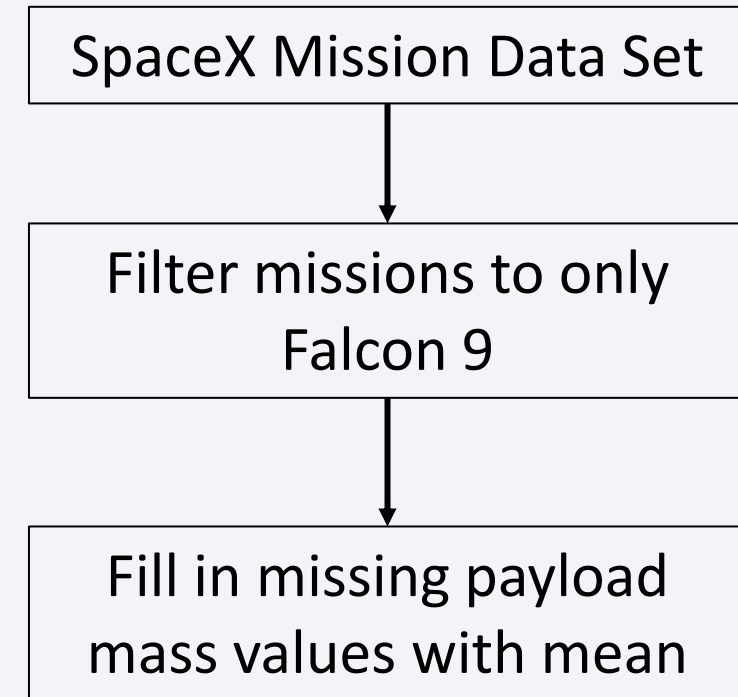 SpaceX Mission Data Set
Filter missions to only
Falcon 9
Fill in missing payload
mass values with mean